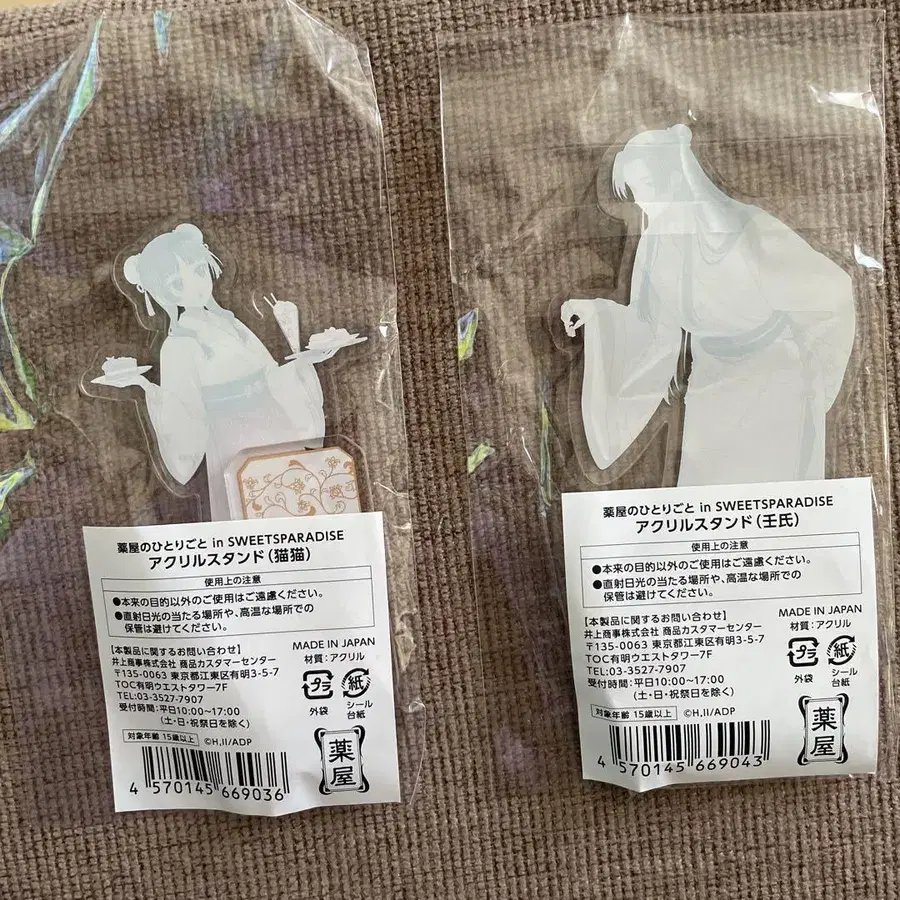 薬屋のひとりごと in SWEETSPARADISE
アクリルスタンド(猫猫)
使用上の注意
●本来の目的以外のご使用はご遠慮ください。
●直射日光の当たる場所や、高温な場所での
保管は避けてください。
【本製品に関するお問い合わせ】
井上商事株式会社 商品カスタマーセンター
〒135-0063 東京都江東区有明3-5-7
TOC有明ウエストタワー7F
TEL:03-3527-7907
受付時間:平日10:00〜17:00
(土・日・祝祭日を除く)
MADE IN JAPAN
材質:アクリル
プラ
外袋
紙
シール
台紙
対象年齢 15歳以上
©H,II/ADP
薬屋
4 570145 669036
薬屋のひとりごと in SWEETSPARADISE
アクリルスタンド(壬氏)
使用上の注意
●本来の目的以外のご使用はご遠慮ください。
●直射日光の当たる場所や、高温な場所での
保管は避けてください。
【本製品に関するお問い合わせ】
井上商事株式会社 商品カスタマーセンター
〒135-0063 東京都江東区有明3-5-7
TOC有明ウエストタワー7F
TEL:03-3527-7907
受付時間:平日10:00〜17:00
(土・日・祝祭日を除く)
MADE IN JAPAN
材質:アクリル
プラ
外袋
紙
シール
台紙
対象年齢 15歳以上
©H,II/ADP
薬屋
4 570145 669043